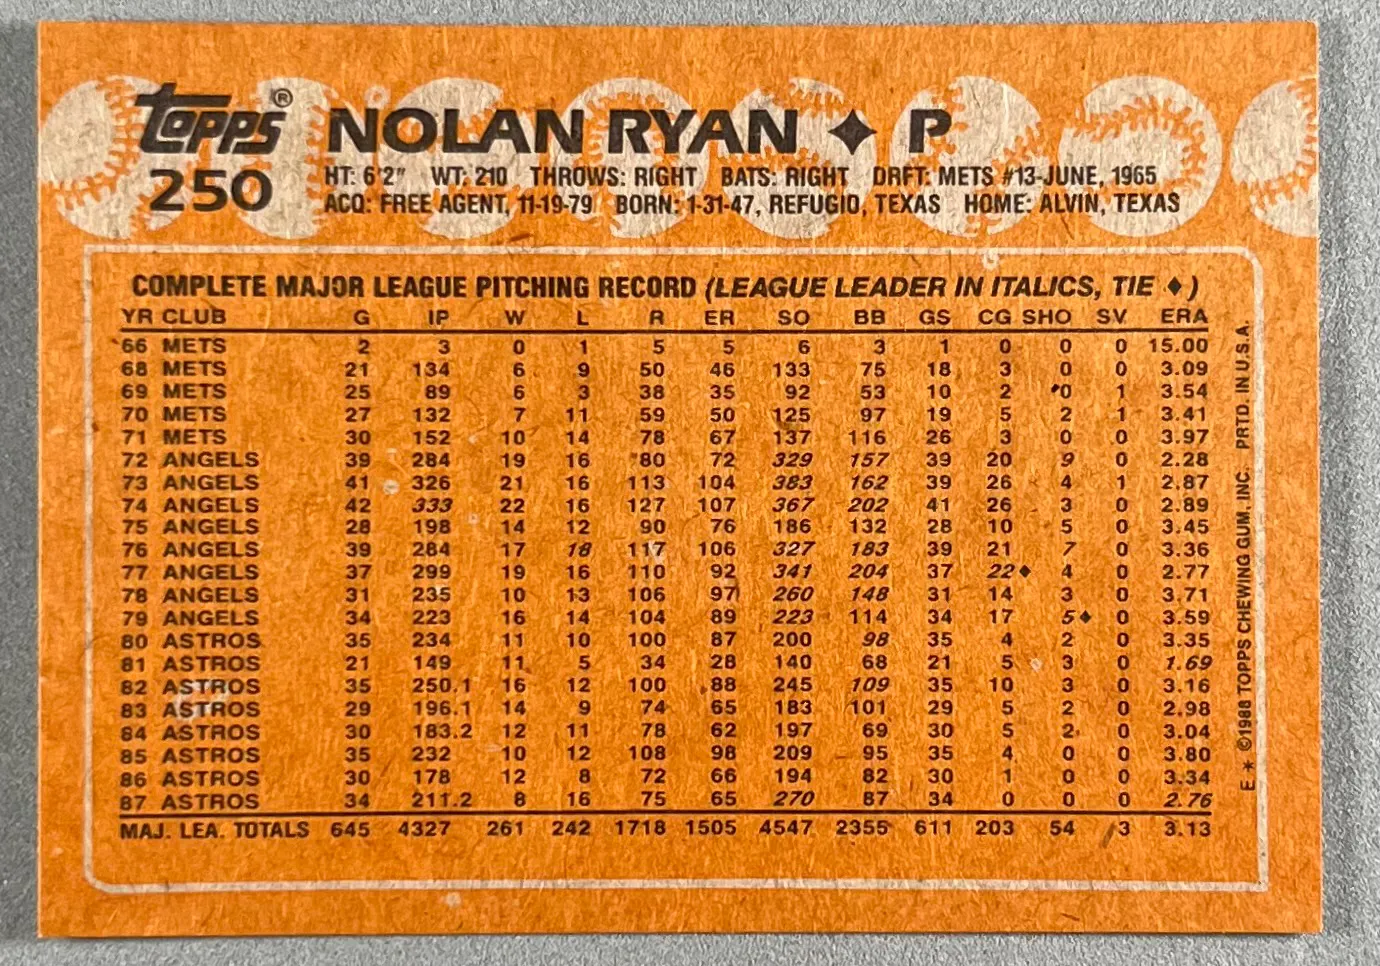 topps® NOLAN RYAN ♦ P
250 HT: 6'2" WT: 210 THROWS: RIGHT BATS: RIGHT DRFT: METS #13-JUNE, 1965
ACQ: FREE AGENT, 11-19-79 BORN: 1-31-47, REFUGIO, TEXAS HOME: ALVIN, TEXAS
COMPLETE MAJOR LEAGUE PITCHING RECORD (LEAGUE LEADER IN ITALICS, TIE ♦)
YR CLUB G IP W L R ER SO BB GS CG SHO SV ERA
66 METS 2 3 0 1 5 5 6 3 1 0 0 0 15.00
68 METS 21 134 6 9 50 46 133 75 18 3 0 0 3.09
69 METS 25 89 6 3 38 35 92 53 10 2 0 1 3.54
70 METS 27 132 7 11 59 50 125 97 19 5 2 1 3.41
71 METS 30 152 10 14 78 67 137 116 26 3 0 0 3.97
72 ANGELS 39 284 19 16 80 72 329 157 39 20 9 0 2.28
73 ANGELS 41 326 21 16 113 104 383 162 39 26 4 1 2.87
74 ANGELS 42 333 22 16 127 107 367 202 41 26 3 0 2.89
75 ANGELS 28 198 14 12 90 76 186 132 28 10 5 0 3.45
76 ANGELS 39 284 17 18 117 106 327 183 39 21 7 0 3.36
77 ANGELS 37 299 19 16 110 92 341 204 37 22♦ 4 0 2.77
78 ANGELS 31 235 10 13 106 97 260 148 31 14 3 0 3.71
79 ANGELS 34 223 16 14 104 89 223 114 34 17 5♦ 0 3.59
80 ASTROS 35 234 11 10 100 87 200 98 35 4 2 0 3.35
81 ASTROS 21 149 11 5 34 28 140 68 21 5 3 0 1.69
82 ASTROS 35 250.1 16 12 100 88 245 109 35 10 3 0 3.16
83 ASTROS 29 196.1 14 9 74 65 183 101 29 5 2 0 2.98
84 ASTROS 30 183.2 12 11 78 62 197 69 30 5 2 0 3.04
85 ASTROS 35 232 10 12 108 98 209 95 35 4 0 0 3.80
86 ASTROS 30 178 12 8 72 66 194 82 30 1 0 0 3.34
87 ASTROS 34 211.2 8 16 75 65 270 87 34 0 0 0 2.76
MAJ. LEA. TOTALS 645 4327 261 242 1718 1505 4547 2355 611 203 54 3 3.13
E * ©1988 TOPPS CHEWING GUM, INC. PRTD. IN U.S.A.